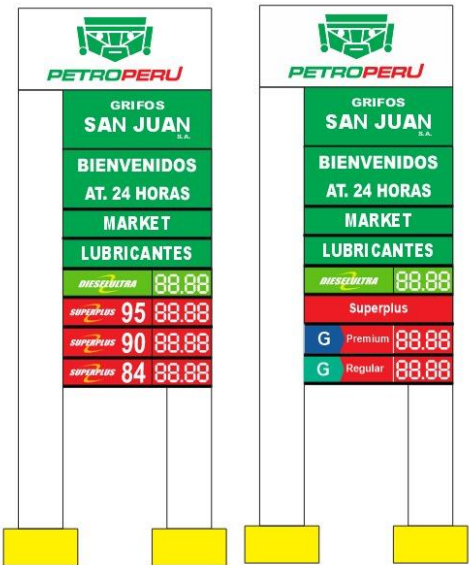 PETROPERÚ
GRIFOS
SAN JUAN
S.A.
BIENVENIDOS
AT. 24 HORAS
MARKET
LUBRICANTES
DIESELULTRA 88.88
SUPERPLUS 95 88.88
SUPERPLUS 90 88.88
SUPERPLUS 84 88.88
PETROPERÚ
GRIFOS
SAN JUAN
S.A.
BIENVENIDOS
AT. 24 HORAS
MARKET
LUBRICANTES
DIESELULTRA 88.88
Superplus
G Premium 88.88
G Regular 88.88